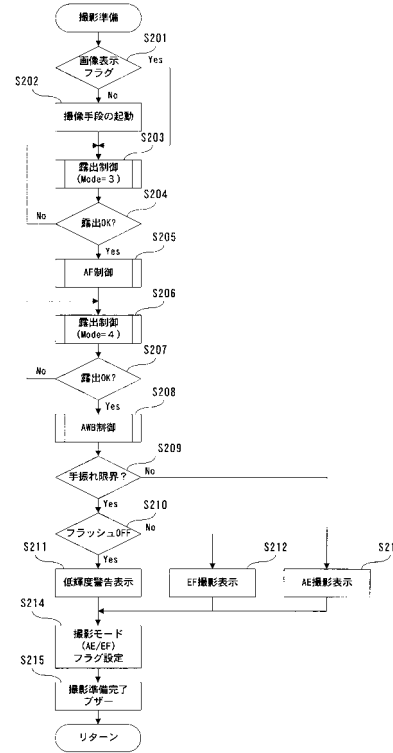 撮影準備
S201
画像表示
フラグ
Yes
S202
No
撮像手段の起動
S203
露出制御
(Mode=3)
S204
No
露出OK?
Yes
S205
AF制御
S206
露出制御
(Mode=4)
S207
No
露出OK?
Yes
S208
AWB制御
S209
手振れ限界?
No
Yes
S210
フラッシュOFF
No
S211
Yes
S212
低輝度警告表示
EF撮影表示
AE撮影表示
S214
撮影モード
(AE/EF)
フラグ設定
S215
撮影準備完了
ブザー
リターン